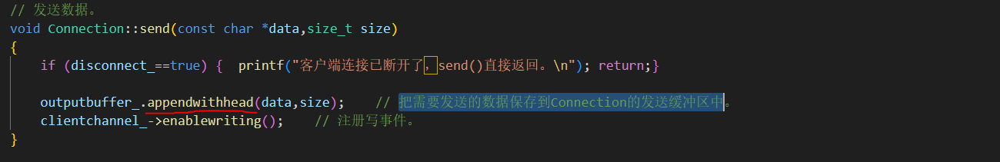 // 发送数据。
void Connection::send(const char *data,size_t size)
{
    if (disconnect_==true) {  printf("客户端连接已断开了，send()直接返回。\n"); return;}
    outputbuffer_.appendwithhead(data,size);    // 把需要发送的数据保存到Connection的发送缓冲区中。
    clientchannel_->enablewriting();    // 注册写事件。
}